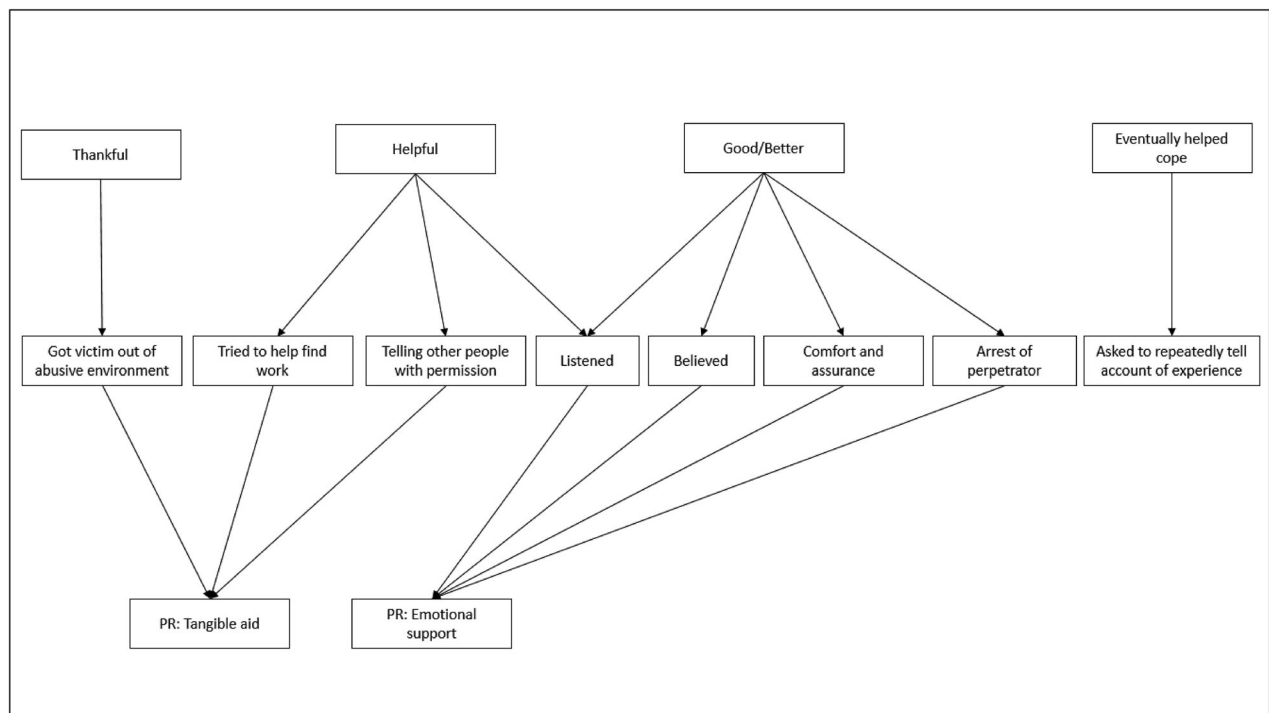 Thankful
Helpful
Good/Better
Eventually helped
cope
Got victim out of
abusive environment
Tried to help find
work
Telling other people
with permission
Listened
Believed
Comfort and
assurance
Arrest of
perpetrator
Asked to repeatedly tell
account of experience
PR: Tangible aid
PR: Emotional
support